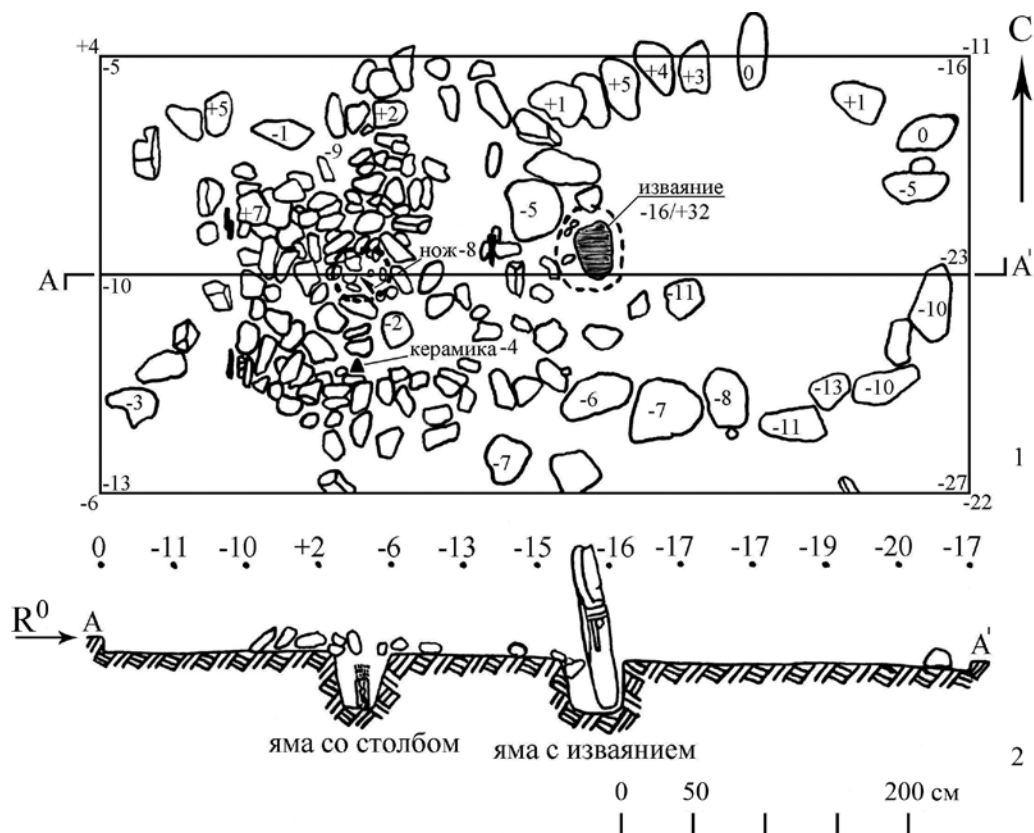 +4 -11 С
-5 -16
+5 -1 +2 +1 +5 +4 +3 0 +1 0
-9 -5
+7 -5 изваяние
-16/+32
нож-8
А -10 -23 А'
-11 -10
-2
керамика-4
-3 -6 -7 -8 -13 -10
-11
-7
-13 -27
-6 -22
1
0 -11 -10 +2 -6 -13 -15 -16 -17 -17 -19 -20 -17
R⁰ А А'
яма со столбом яма с изваянием
2
0 50 200 см